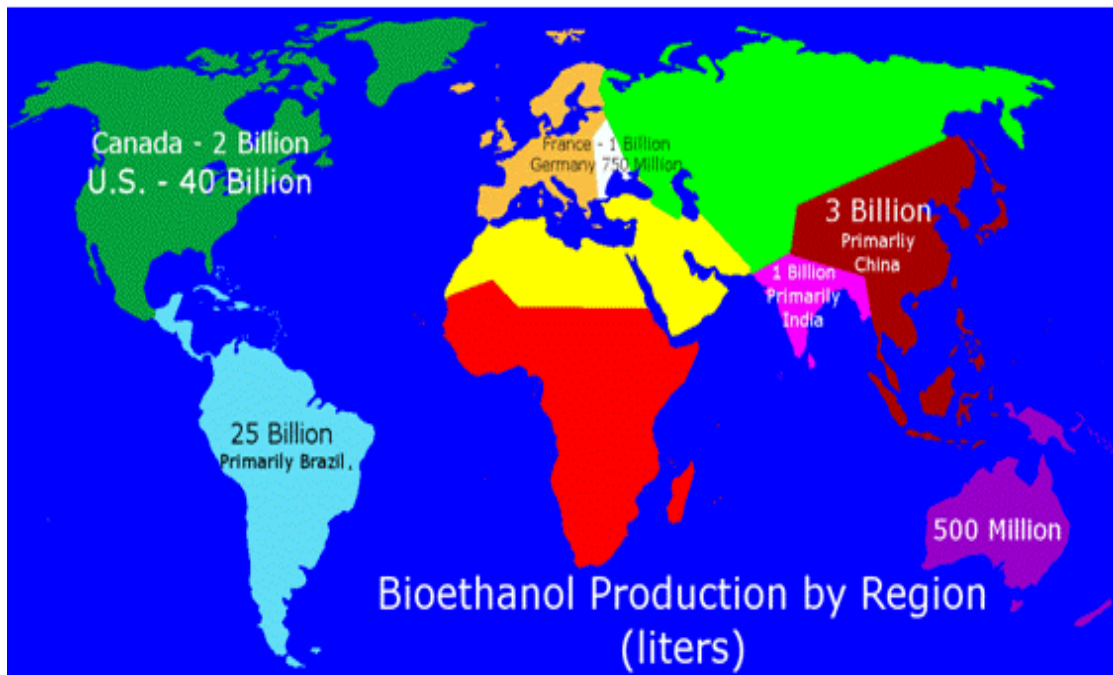 Canada - 2 Billion
U.S. - 40 Billion
France - 1 Billion
Germany 750 Million
3 Billion
Primarliy
China
1 Billion
Primarily
India
25 Billion
Primarily Brazil,
500 Million
Bioethanol Production by Region
(liters)